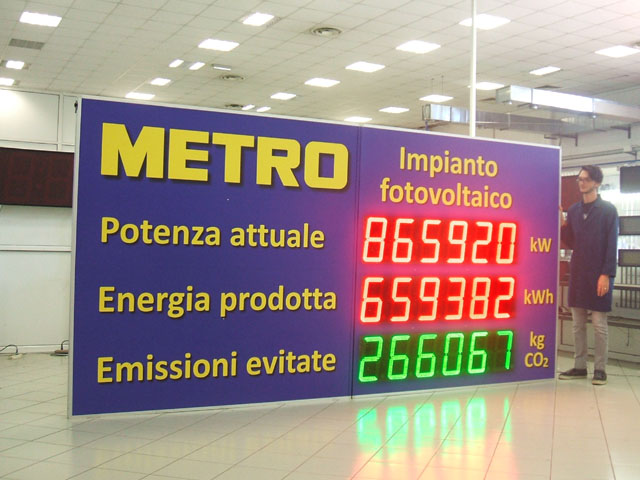 METRO
Impianto
fotovoltaico
Potenza attuale 865920 kW
Energia prodotta 659382 kWh
Emissioni evitate 266067 kg
CO₂